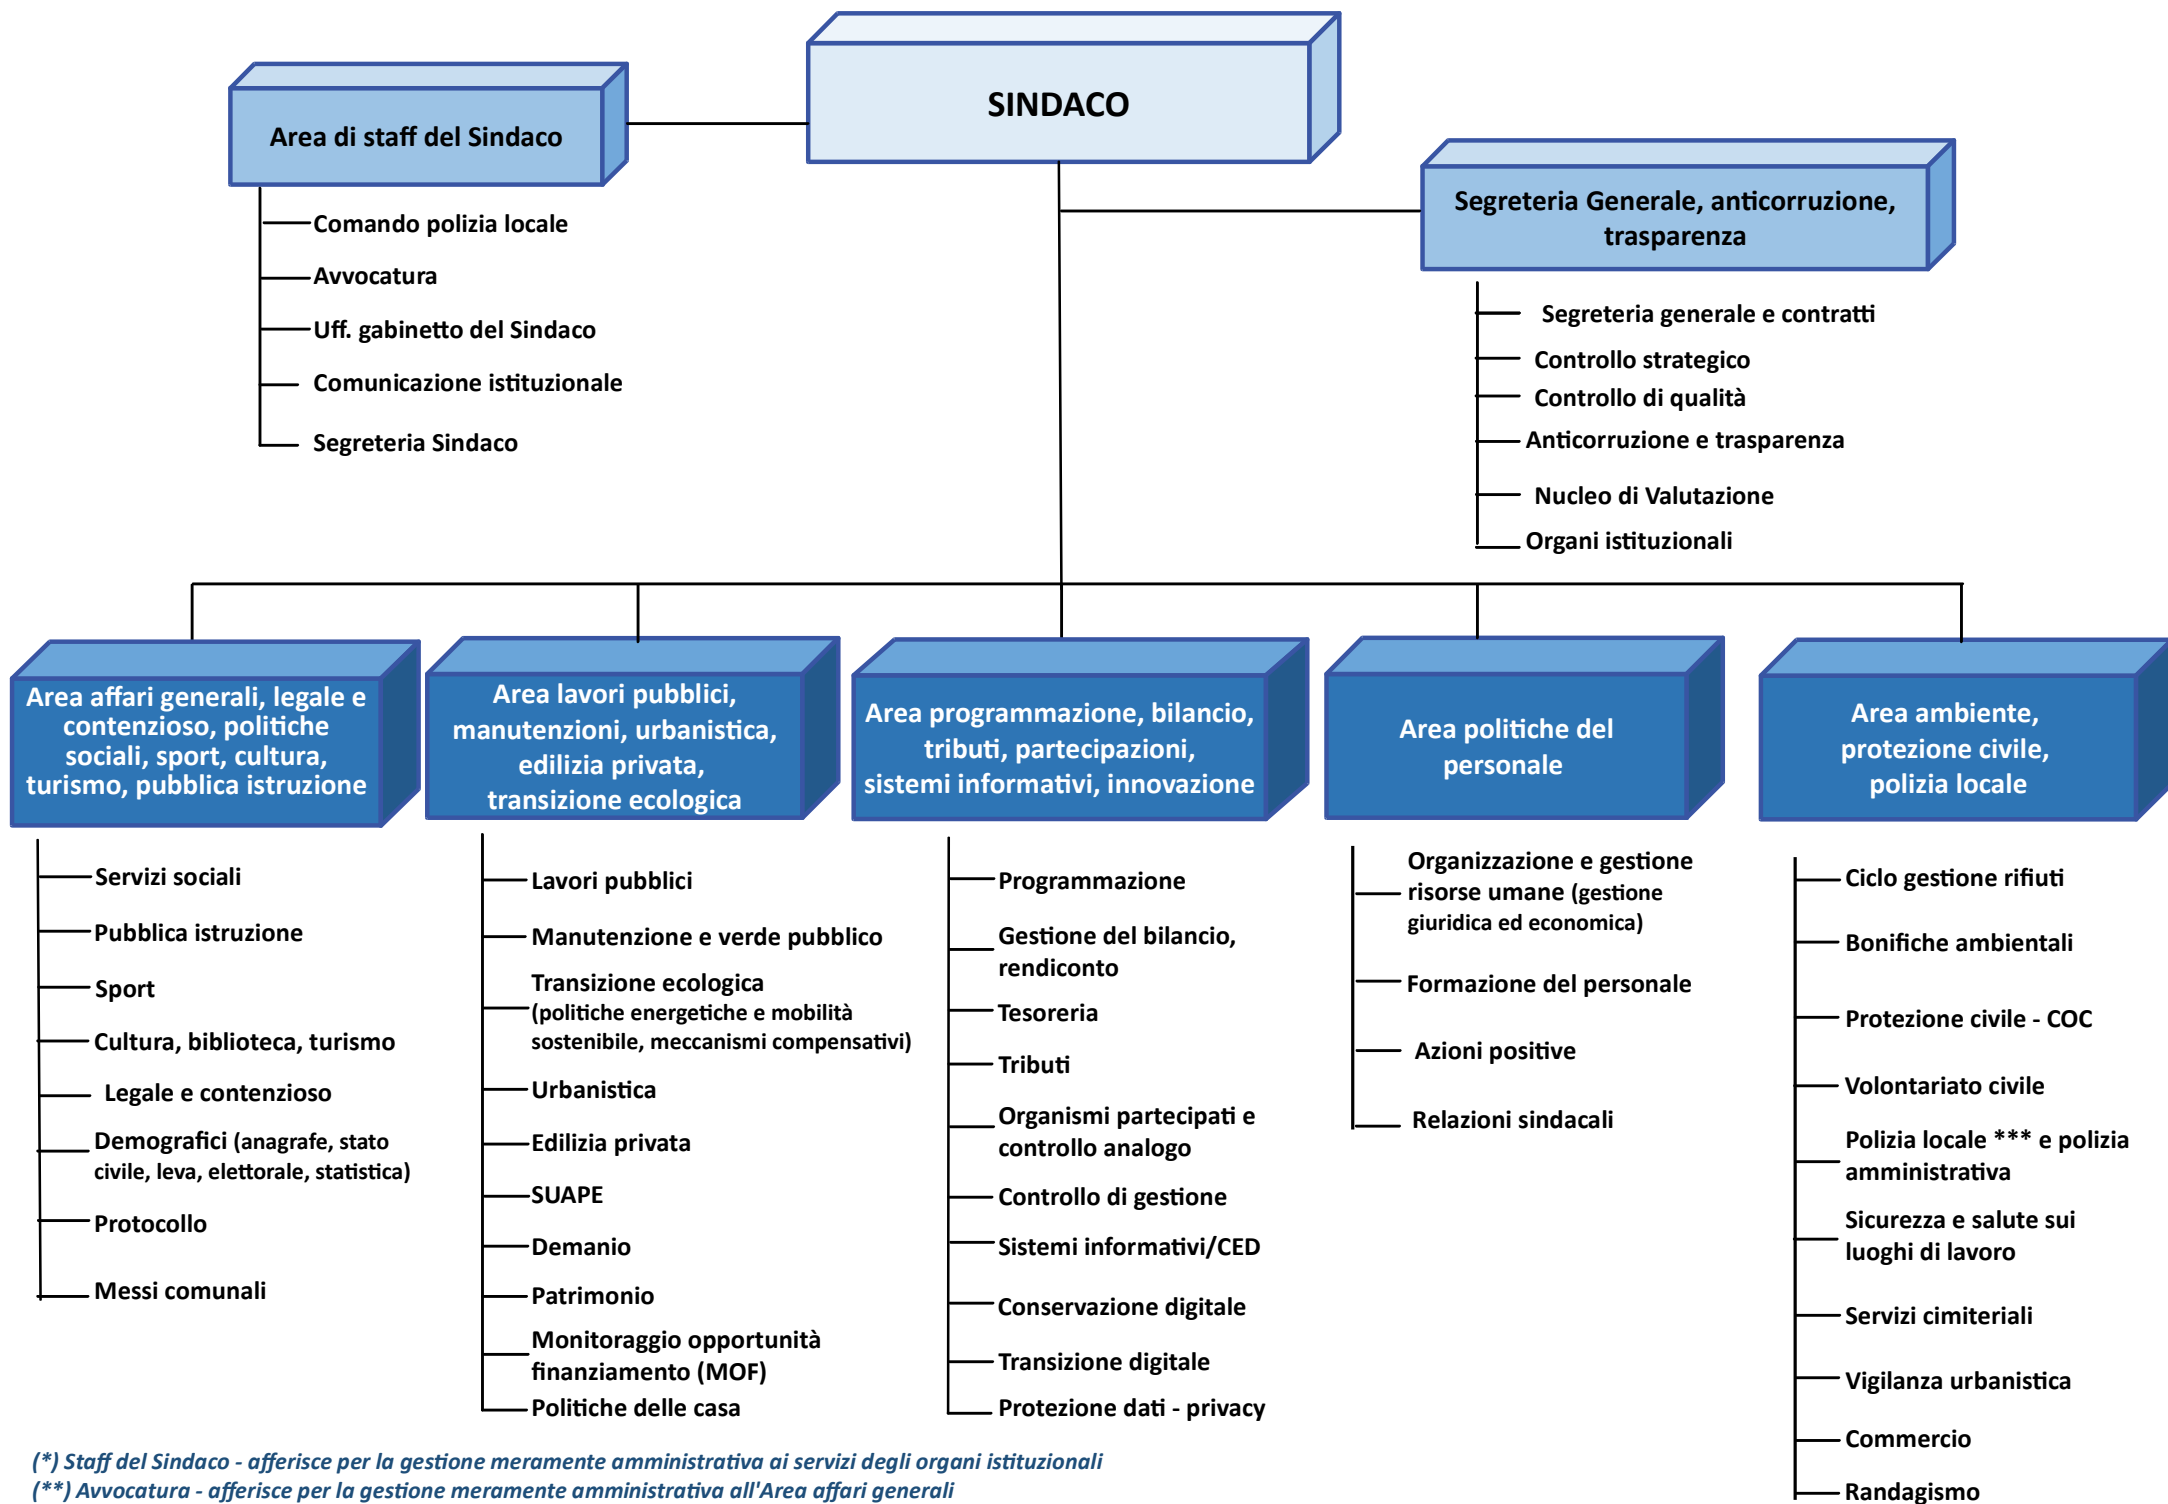 SINDACO
Area di staff del Sindaco
Comando polizia locale
Avvocatura
Uff. gabinetto del Sindaco
Comunicazione istituzionale
Segreteria Sindaco
Segreteria Generale, anticorruzione,
trasparenza
Segreteria generale e contratti
Controllo strategico
Controllo di qualità
Anticorruzione e trasparenza
Nucleo di Valutazione
Organi istituzionali
Area affari generali, legale e
contenzioso, politiche
sociali, sport, cultura,
turismo, pubblica istruzione
Servizi sociali
Pubblica istruzione
Sport
Cultura, biblioteca, turismo
Legale e contenzioso
Demografici (anagrafe, stato
civile, leva, elettorale, statistica)
Protocollo
Messi comunali
Area lavori pubblici,
manutenzioni, urbanistica,
edilizia privata,
transizione ecologica
Lavori pubblici
Manutenzione e verde pubblico
Transizione ecologica
(politiche energetiche e mobilità
sostenibile, meccanismi compensativi)
Urbanistica
Edilizia privata
SUAPE
Demanio
Patrimonio
Monitoraggio opportunità
finanziamento (MOF)
Politiche delle casa
Area programmazione, bilancio,
tributi, partecipazioni,
sistemi informativi, innovazione
Programmazione
Gestione del bilancio,
rendiconto
Tesoreria
Tributi
Organismi partecipati e
controllo analogo
Controllo di gestione
Sistemi informativi/CED
Conservazione digitale
Transizione digitale
Protezione dati - privacy
Area politiche del
personale
Organizzazione e gestione
risorse umane (gestione
giuridica ed economica)
Formazione del personale
Azioni positive
Relazioni sindacali
Area ambiente,
protezione civile,
polizia locale
Ciclo gestione rifiuti
Bonifiche ambientali
Protezione civile - COC
Volontariato civile
Polizia locale *** e polizia
amministrativa
Sicurezza e salute sui
luoghi di lavoro
Servizi cimiteriali
Vigilanza urbanistica
Commercio
Randagismo
(*) Staff del Sindaco - afferisce per la gestione meramente amministrativa ai servizi degli organi istituzionali
(**) Avvocatura - afferisce per la gestione meramente amministrativa all'Area affari generali